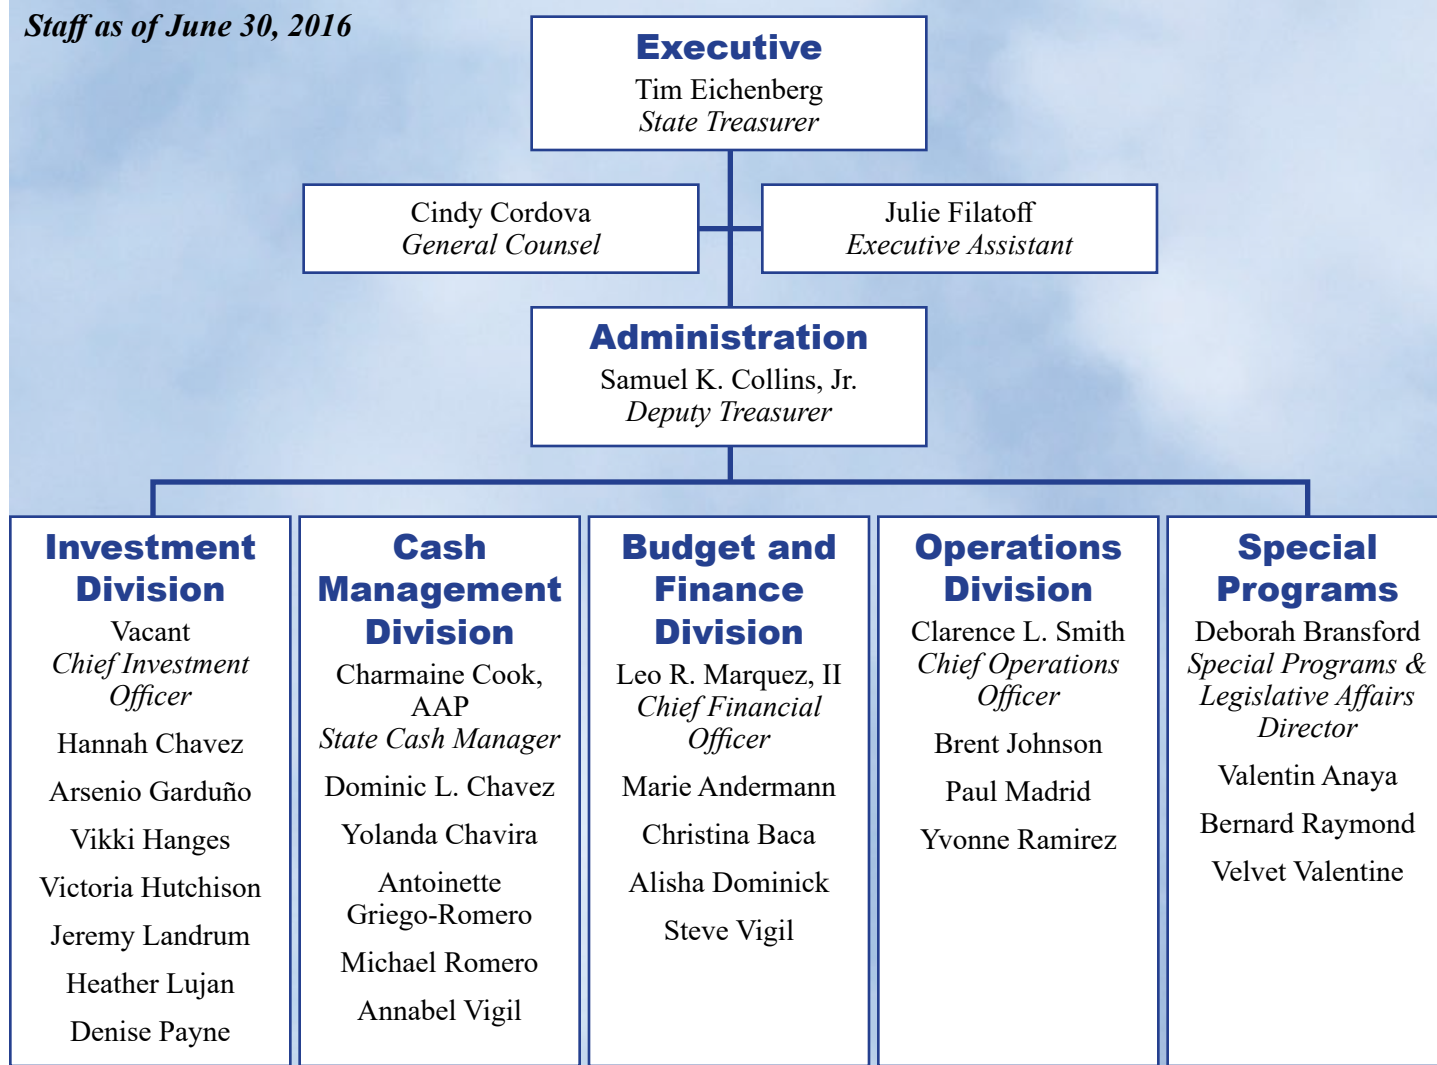 Staff as of June 30, 2016
Executive
Tim Eichenberg
State Treasurer
Cindy Cordova
General Counsel
Julie Filatoff
Executive Assistant
Administration
Samuel K. Collins, Jr.
Deputy Treasurer
Investment
Division
Vacant
Chief Investment
Officer
Hannah Chavez
Arsenio Garduño
Vikki Hanges
Victoria Hutchison
Jeremy Landrum
Heather Lujan
Denise Payne
Cash
Management
Division
Charmaine Cook,
AAP
State Cash Manager
Dominic L. Chavez
Yolanda Chavira
Antoinette
Griego-Romero
Michael Romero
Annabel Vigil
Budget and
Finance
Division
Leo R. Marquez, II
Chief Financial
Officer
Marie Andermann
Christina Baca
Alisha Dominick
Steve Vigil
Operations
Division
Clarence L. Smith
Chief Operations
Officer
Brent Johnson
Paul Madrid
Yvonne Ramirez
Special
Programs
Deborah Bransford
Special Programs &
Legislative Affairs
Director
Valentin Anaya
Bernard Raymond
Velvet Valentine